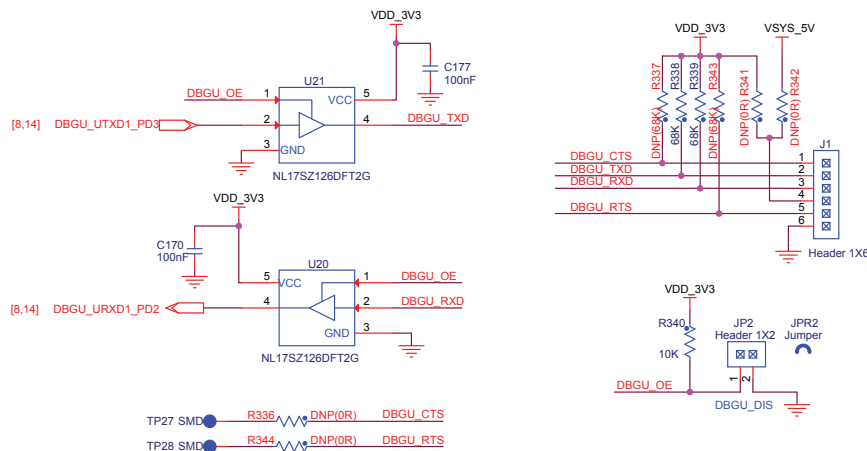 VDD_3V3
C177
100nF
U21
DBGU_OE 1 VCC 5
[8,14] DBGU_UTXD1_PD3 2 4 DBGU_TXD
3 GND
NL17SZ126DFT2G
VDD_3V3
C170
100nF
U20
5 VCC 1 DBGU_OE
[8,14] DBGU_URXD1_PD2 4 2 DBGU_RXD
GND 3
NL17SZ126DFT2G
TP27 SMD R336 DNP(0R) DBGU_CTS
TP28 SMD R344 DNP(0R) DBGU_RTS
VDD_3V3 VSYS_5V
DNP(68K) R337
68K R338
68K R339
DNP(68K) R343
DNP(0R) R341
DNP(0R) R342
J1
DBGU_CTS 1
DBGU_TXD 2
DBGU_RXD 3
4
DBGU_RTS 5
6
Header 1X6
VDD_3V3
R340
10K
JP2
Header 1X2
JPR2
Jumper
DBGU_OE 1 2
DBGU_DIS